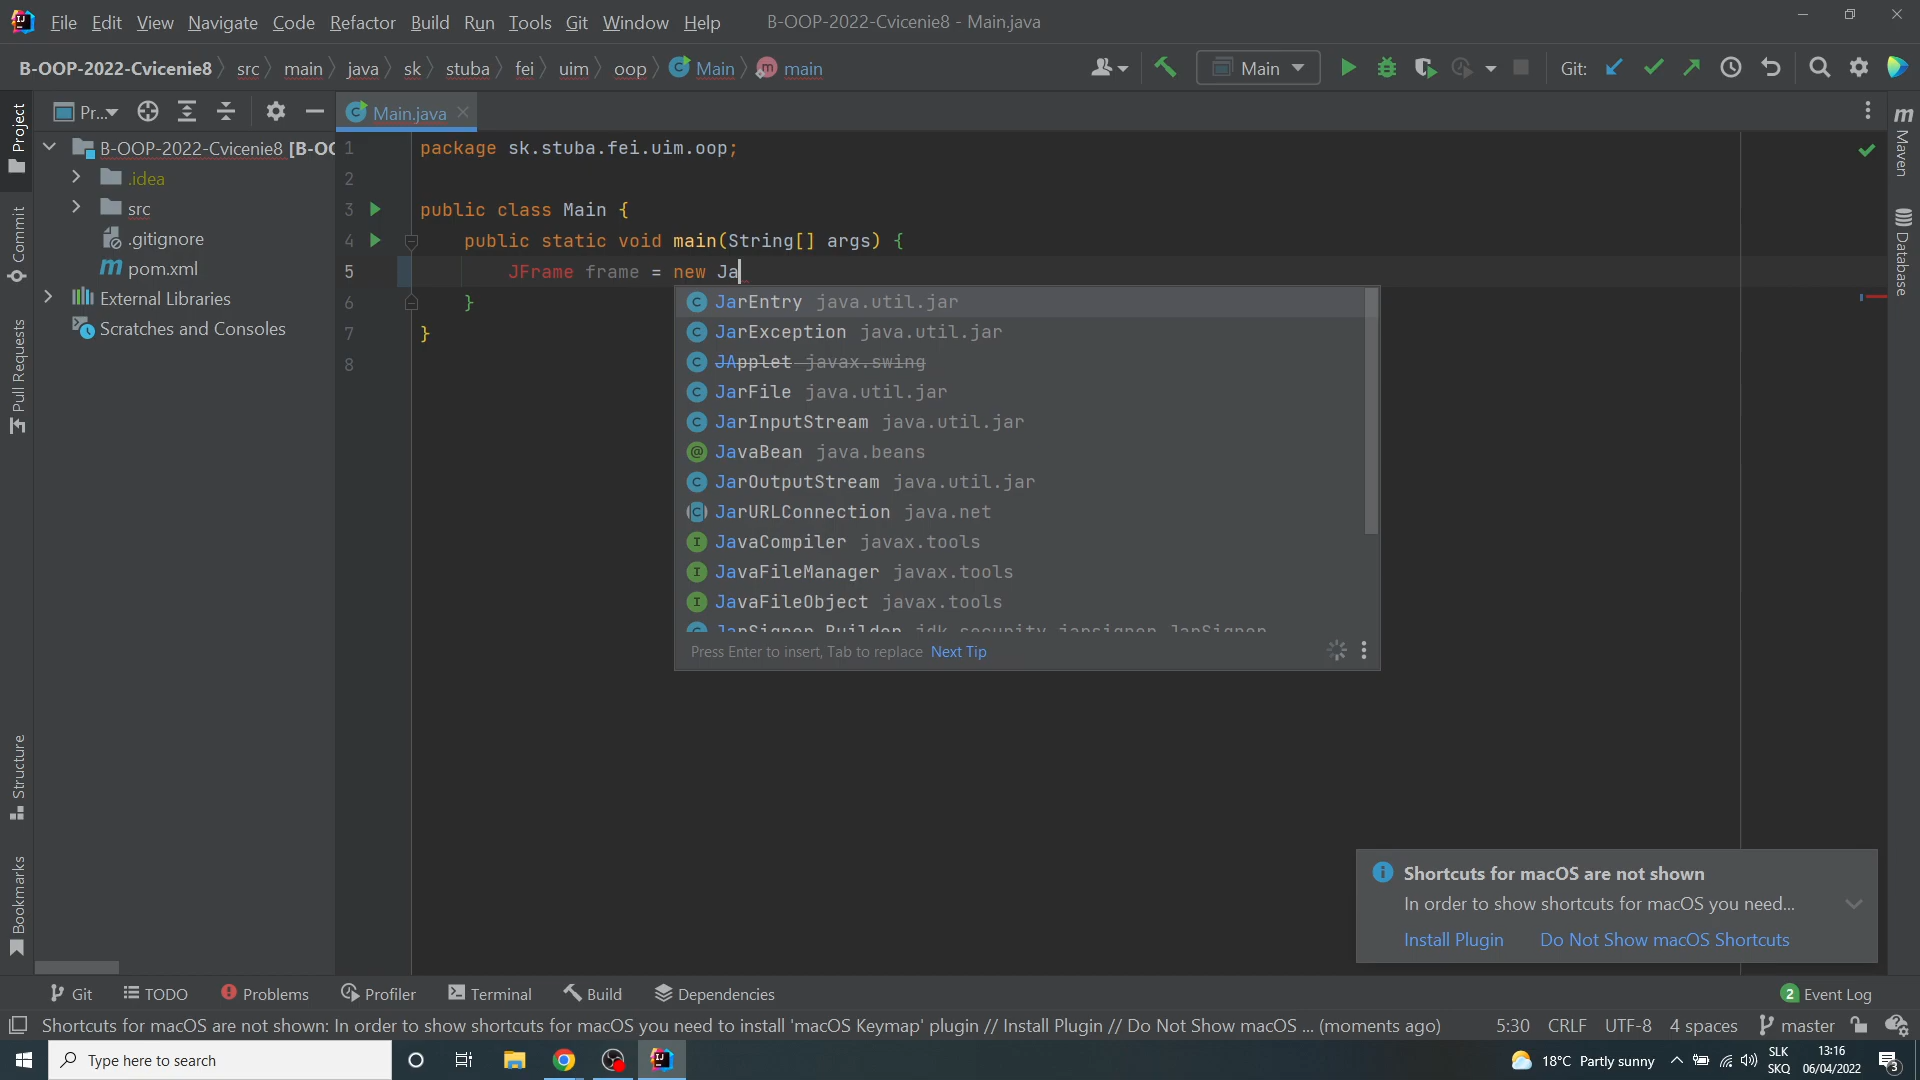 File Edit View Navigate Code Refactor Build Run Tools Git Window Help B-OOP-2022-Cvicenie8 - Main.java
B-OOP-2022-Cvicenie8 src main java sk stuba fei uim oop Main main Main Git:
Pr... Main.java
Project
Commit
Pull Requests
Structure
Bookmarks
B-OOP-2022-Cvicenie8 [B-OO
.idea
src
.gitignore
pom.xml
External Libraries
Scratches and Consoles
1 package sk.stuba.fei.uim.oop;
2
3 public class Main {
4 public static void main(String[] args) {
5 JFrame frame = new Ja
6 }
7 }
8
JarEntry java.util.jar
JarException java.util.jar
JApplet javax.swing
JarFile java.util.jar
JarInputStream java.util.jar
JavaBean java.beans
JarOutputStream java.util.jar
JarURLConnection java.net
JavaCompiler javax.tools
JavaFileManager javax.tools
JavaFileObject javax.tools
JarSigner.Builder jdk.security.jarsigner.JarSigner
Press Enter to insert, Tab to replace Next Tip
Maven
Database
Shortcuts for macOS are not shown
In order to show shortcuts for macOS you need...
Install Plugin Do Not Show macOS Shortcuts
Git TODO Problems Profiler Terminal Build Dependencies 2 Event Log
Shortcuts for macOS are not shown: In order to show shortcuts for macOS you need to install 'macOS Keymap' plugin // Install Plugin // Do Not Show macOS ... (moments ago) 5:30 CRLF UTF-8 4 spaces master
Type here to search 18°C Partly sunny SLK SKQ 13:16 06/04/2022 3